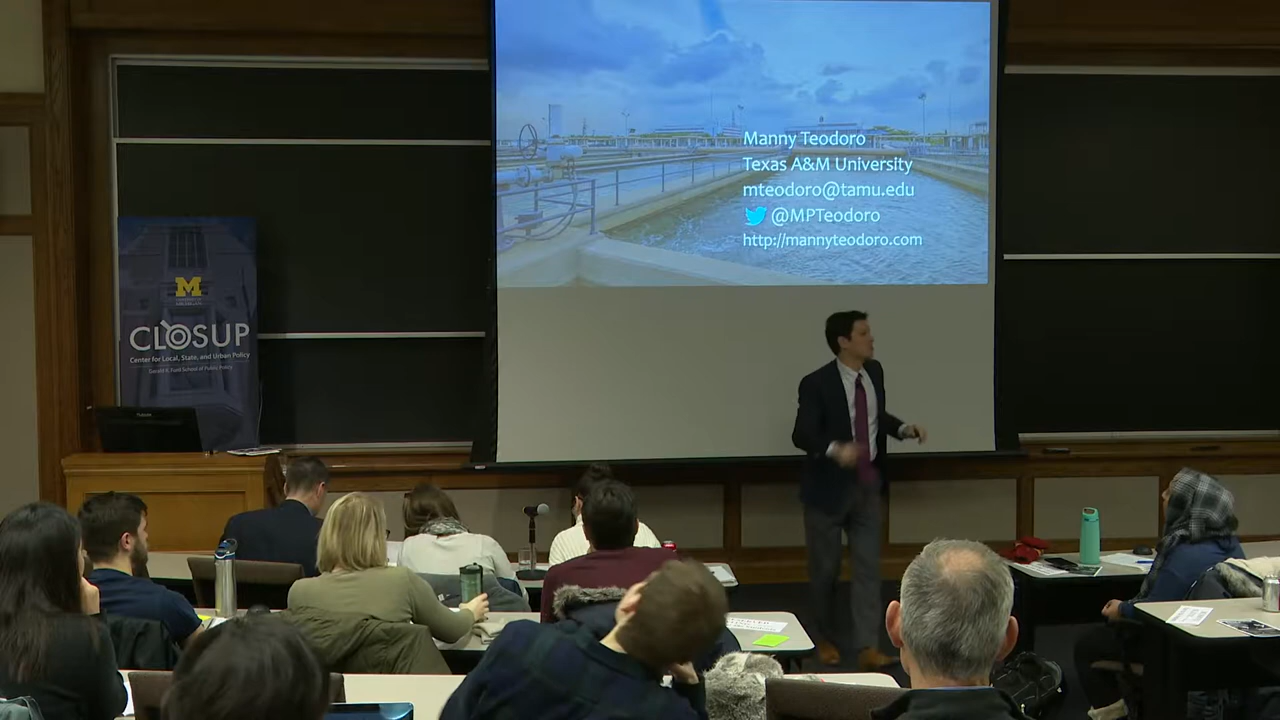 Manny Teodoro
Texas A&M University
mteodoro@tamu.edu
@MPTeodoro
http://mannyteodoro.com
M
CLOSUP
Center for Local, State, and Urban Policy
Gerald R. Ford School of Public Policy